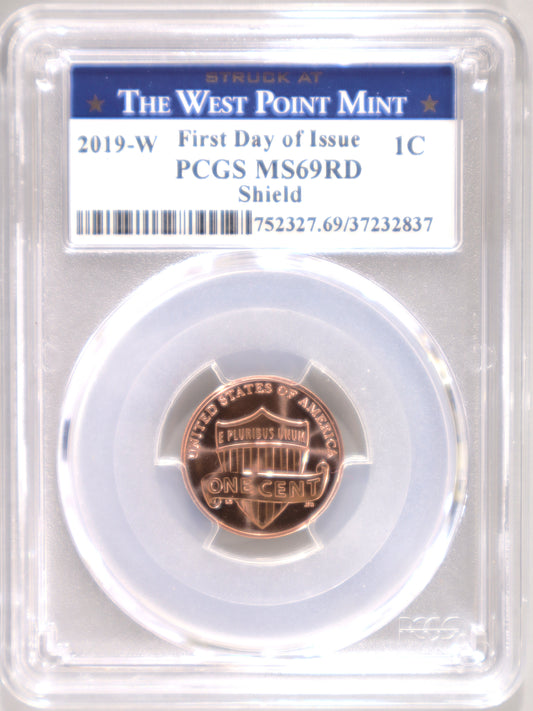 STRUCK AT
THE WEST POINT MINT
2019-W First Day of Issue 1C
PCGS MS69RD
Shield
752327.69/37232837
UNITED STATES OF AMERICA
E PLURIBUS UNUM
ONE CENT
PCGS